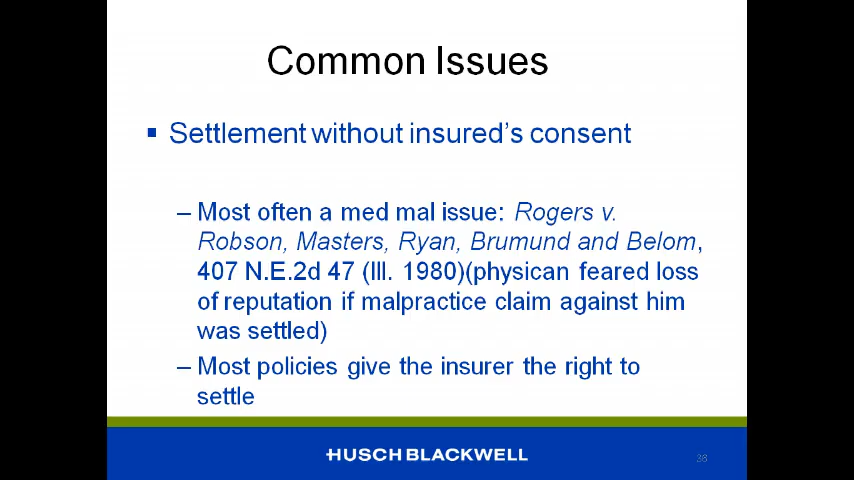 Common Issues
▪ Settlement without insured's consent
– Most often a med mal issue: Rogers v.
Robson, Masters, Ryan, Brumund and Belom,
407 N.E.2d 47 (Ill. 1980)(physican feared loss
of reputation if malpractice claim against him
was settled)
– Most policies give the insurer the right to
settle
HUSCH BLACKWELL